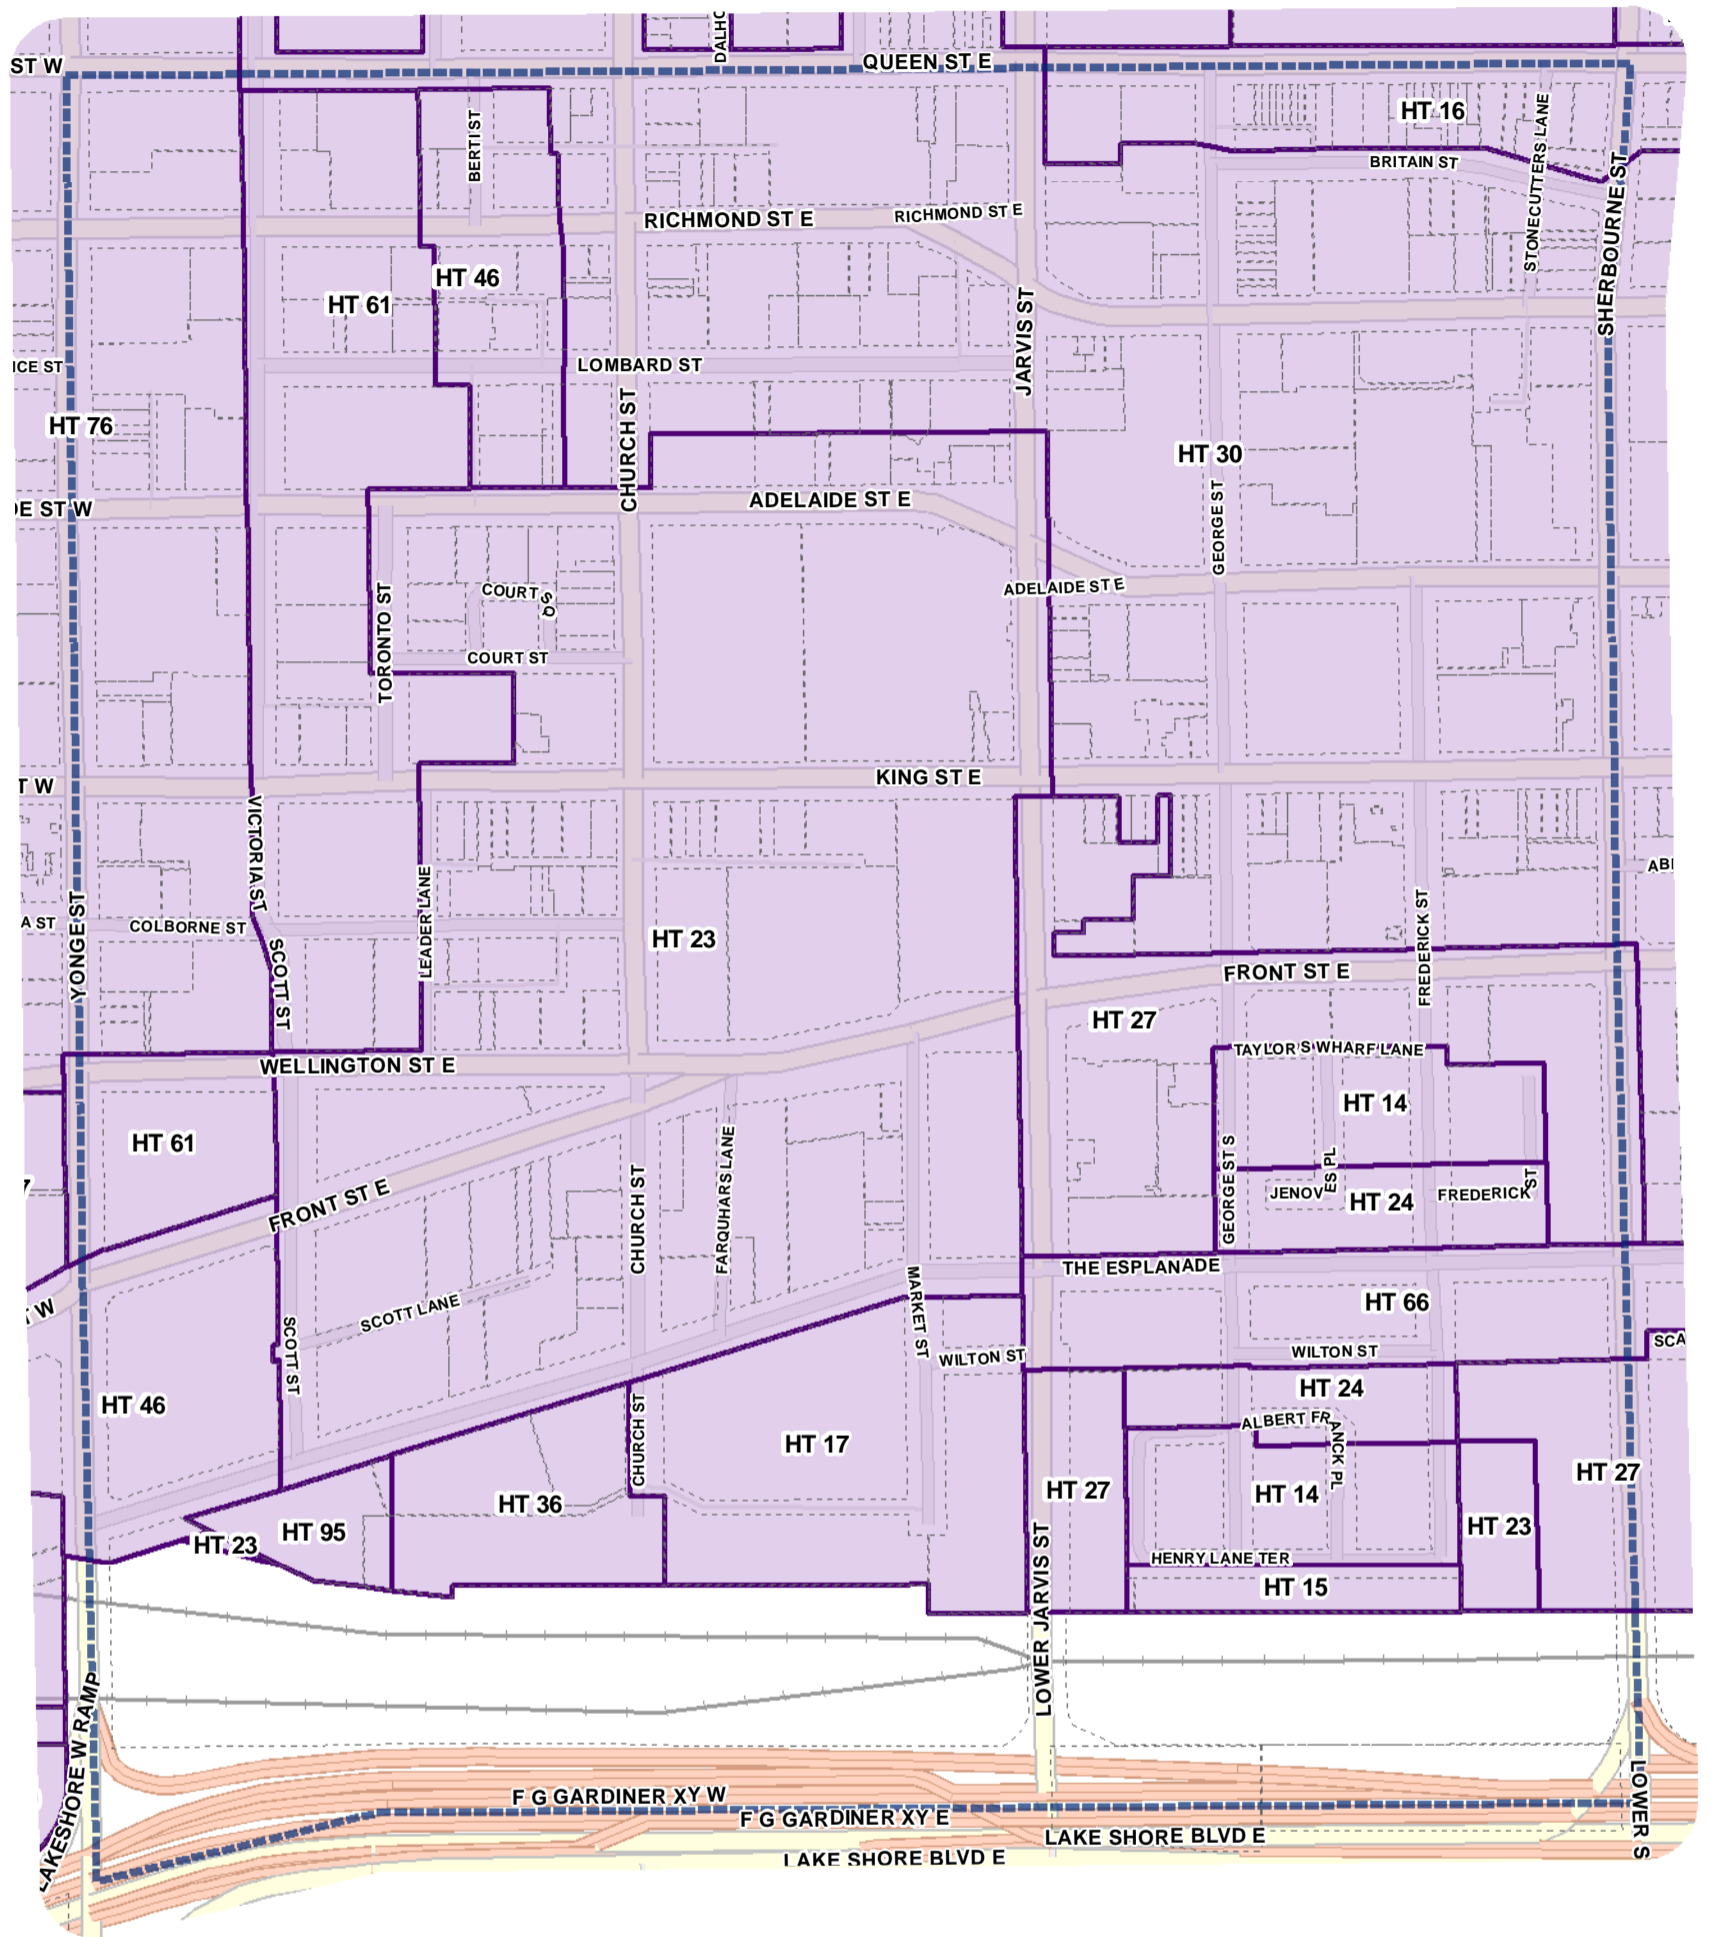 DALHO
ST W
QUEEN ST E
HT 16
BERTI ST
STONECUTTERS LANE
BRITAIN ST
RICHMOND ST E
RICHMOND ST E
SHERBOURNE ST
HT 46
HT 61
JARVIS ST
ICE ST
LOMBARD ST
HT 76
CHURCH ST
HT 30
DE ST W
ADELAIDE ST E
GEORGE ST
ADELAIDE ST E
COURT SQ
TORONTO ST
COURT ST
T W
KING ST E
VICTORIA ST
ABE
LEADER LANE
A ST
COLBORNE ST
YONGE ST
HT 23
FREDERICK ST
SCOTT ST
FRONT ST E
HT 27
WELLINGTON ST E
TAYLOR S WHARF LANE
HT 61
HT 14
FRONT ST E
CHURCH ST
FARQUHARS LANE
GEORGE ST S
JENOVES PL
HT 24
FREDERICK ST
THE ESPLANADE
T W
SCOTT LANE
SCOTT ST
MARKET ST
HT 66
WILTON ST
WILTON ST
SCA
HT 46
HT 24
CHURCH ST
ALBERT FRANCK PL
HT 17
HT 27
HT 27
HT 14
HT 36
HT 95
HT 23
HT 23
HENRY LANE TER
HT 15
LOWER JARVIS ST
LAKESHORE W RAMP
F G GARDINER XY W
F G GARDINER XY E
LAKE SHORE BLVD E
LAKE SHORE BLVD E
LOWER S